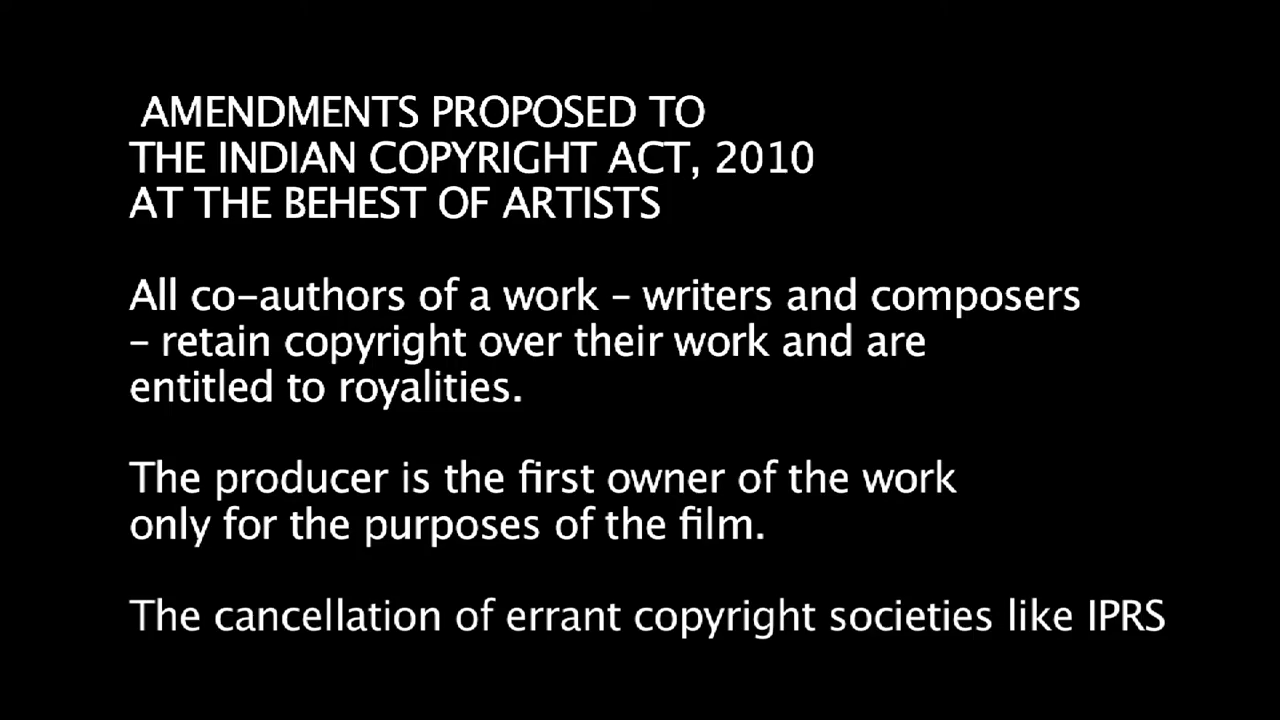 AMENDMENTS PROPOSED TO
THE INDIAN COPYRIGHT ACT, 2010
AT THE BEHEST OF ARTISTS
All co-authors of a work – writers and composers
– retain copyright over their work and are
entitled to royalities.
The producer is the first owner of the work
only for the purposes of the film.
The cancellation of errant copyright societies like IPRS